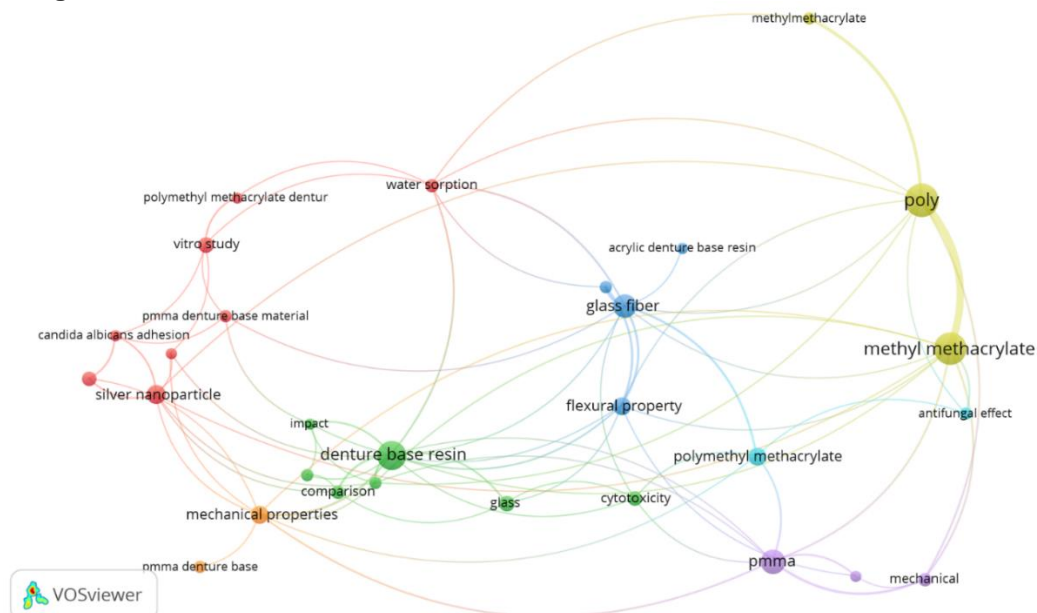 methylmethacrylate
poly
water sorption
polymethyl methacrylate dentur
vitro study
acrylic denture base resin
glass fiber
pmma denture base material
candida albicans adhesion
methyl methacrylate
silver nanoparticle
flexural property
antifungal effect
impact
denture base resin
polymethyl methacrylate
comparison
cytotoxicity
glass
mechanical properties
pmma
pmma denture base
mechanical
VOSviewer